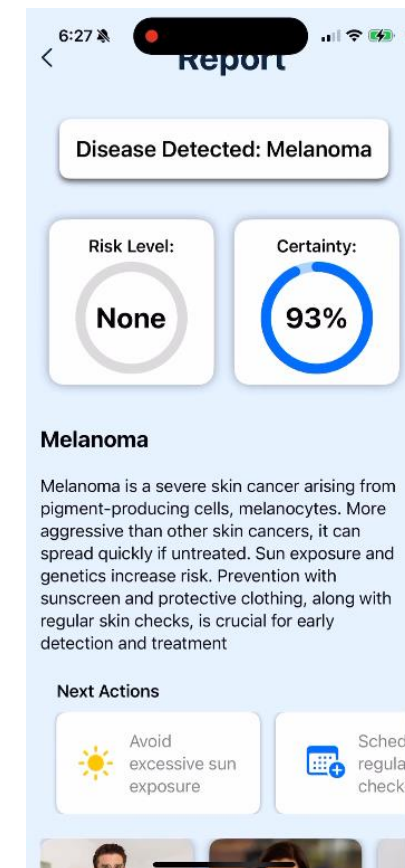 6:27
Report
Disease Detected: Melanoma
Risk Level:
None
Certainty:
93%
Melanoma
Melanoma is a severe skin cancer arising from
pigment-producing cells, melanocytes. More
aggressive than other skin cancers, it can
spread quickly if untreated. Sun exposure and
genetics increase risk. Prevention with
sunscreen and protective clothing, along with
regular skin checks, is crucial for early
detection and treatment
Next Actions
Avoid
excessive sun
exposure
Sched
regula
check